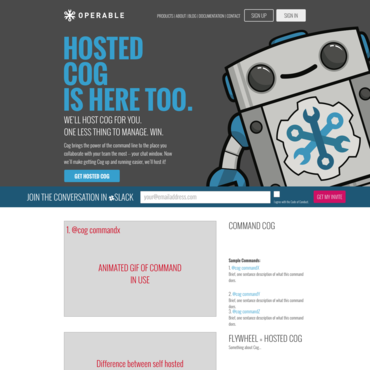 OPERABLE
PRODUCTS | ABOUT | BLOG | DOCUMENTATION | CONTACT
SIGN UP
SIGN IN
HOSTED
COG
IS HERE TOO.
WE'LL HOST COG FOR YOU.
ONE LESS THING TO MANAGE. WIN.
Cog brings the power of the command line to the place you
collaborate with your team the most - your chat window. Now
we'll make getting Cog up and running easier, we'll host it!
GET HOSTED COG
JOIN THE CONVERSATION IN SLACK
your@emailaddress.com
I agree with the Code of Conduct
GET MY INVITE
1. @cog commandx
ANIMATED GIF OF COMMAND
IN USE
COMMAND COG
Sample Commands:
1. @cog commandX
Short, one sentence description of what this command
does.
2. @cog commandY
Short, one sentence description of what this command
does.
3. @cog commandZ
Short, one sentence description of what this command
does.
FLYWHEEL + HOSTED COG
Something about Cog...
Difference between self hosted